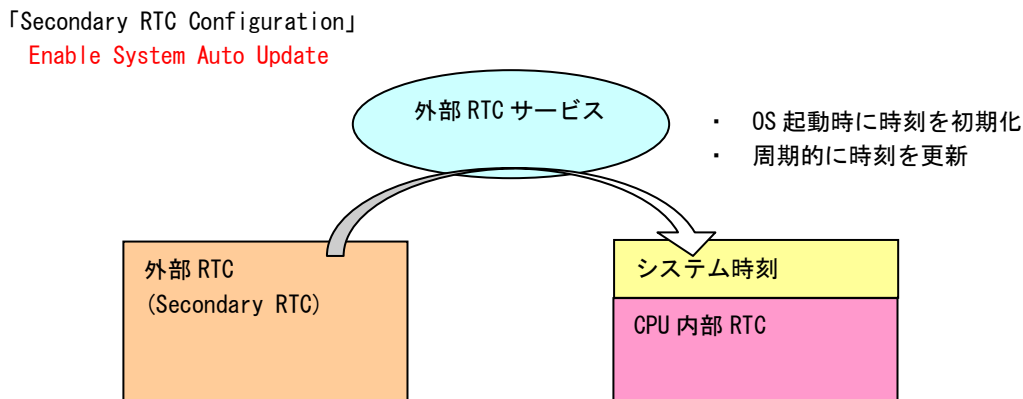 「Secondary RTC Configuration」
Enable System Auto Update
外部 RTC サービス
・ OS 起動時に時刻を初期化
・ 周期的に時刻を更新
外部 RTC
(Secondary RTC)
システム時刻
CPU 内部 RTC